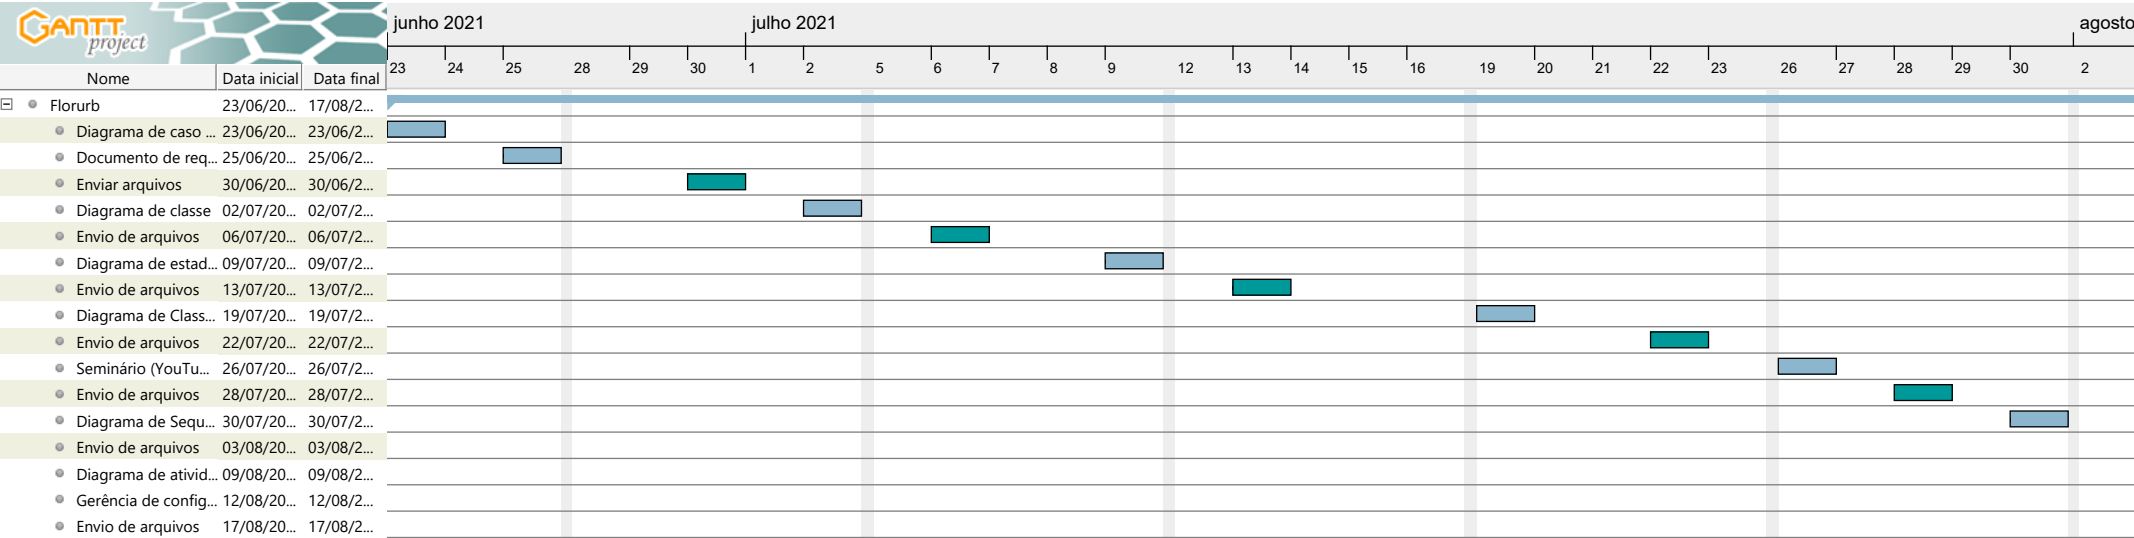 GANTT
project
junho 2021 julho 2021 agosto
Nome Data inicial Data final 23 24 25 28 29 30 1 2 5 6 7 8 9 12 13 14 15 16 19 20 21 22 23 26 27 28 29 30 2
Florurb 23/06/20... 17/08/2...
Diagrama de caso ... 23/06/20... 23/06/2...
Documento de req... 25/06/20... 25/06/2...
Enviar arquivos 30/06/20... 30/06/2...
Diagrama de classe 02/07/20... 02/07/2...
Envio de arquivos 06/07/20... 06/07/2...
Diagrama de estad... 09/07/20... 09/07/2...
Envio de arquivos 13/07/20... 13/07/2...
Diagrama de Class... 19/07/20... 19/07/2...
Envio de arquivos 22/07/20... 22/07/2...
Seminário (YouTu... 26/07/20... 26/07/2...
Envio de arquivos 28/07/20... 28/07/2...
Diagrama de Sequ... 30/07/20... 30/07/2...
Envio de arquivos 03/08/20... 03/08/2...
Diagrama de ativid... 09/08/20... 09/08/2...
Gerência de config... 12/08/20... 12/08/2...
Envio de arquivos 17/08/20... 17/08/2...